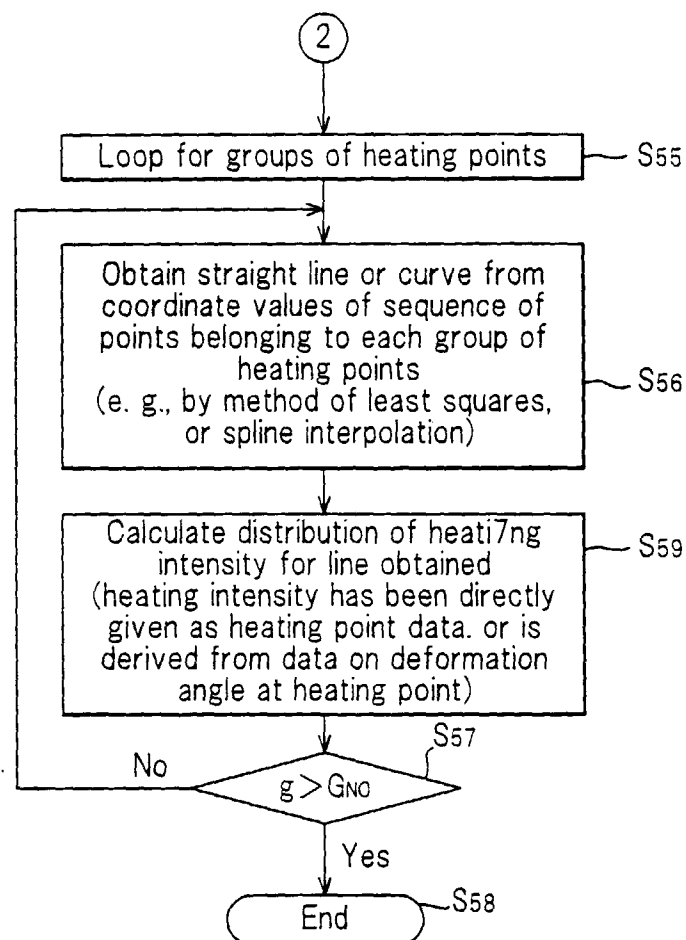 2
Loop for groups of heating points
S55
Obtain straight line or curve from
coordinate values of sequence of
points belonging to each group of
heating points
(e. g., by method of least squares,
or spline interpolation)
S56
Calculate distribution of heati7ng
intensity for line obtained
(heating intensity has been directly
given as heating point data. or is
derived from data on deformation
angle at heating point)
S59
S57
No
g > GNO
Yes
End
S58